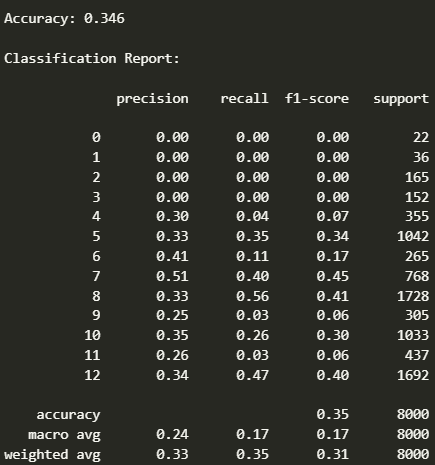 Accuracy: 0.346
Classification Report:
precision recall f1-score support
0 0.00 0.00 0.00 22
1 0.00 0.00 0.00 36
2 0.00 0.00 0.00 165
3 0.00 0.00 0.00 152
4 0.30 0.04 0.07 355
5 0.33 0.35 0.34 1042
6 0.41 0.11 0.17 265
7 0.51 0.40 0.45 768
8 0.33 0.56 0.41 1728
9 0.25 0.03 0.06 305
10 0.35 0.26 0.30 1033
11 0.26 0.03 0.06 437
12 0.34 0.47 0.40 1692
accuracy 0.35 8000
macro avg 0.24 0.17 0.17 8000
weighted avg 0.33 0.35 0.31 8000